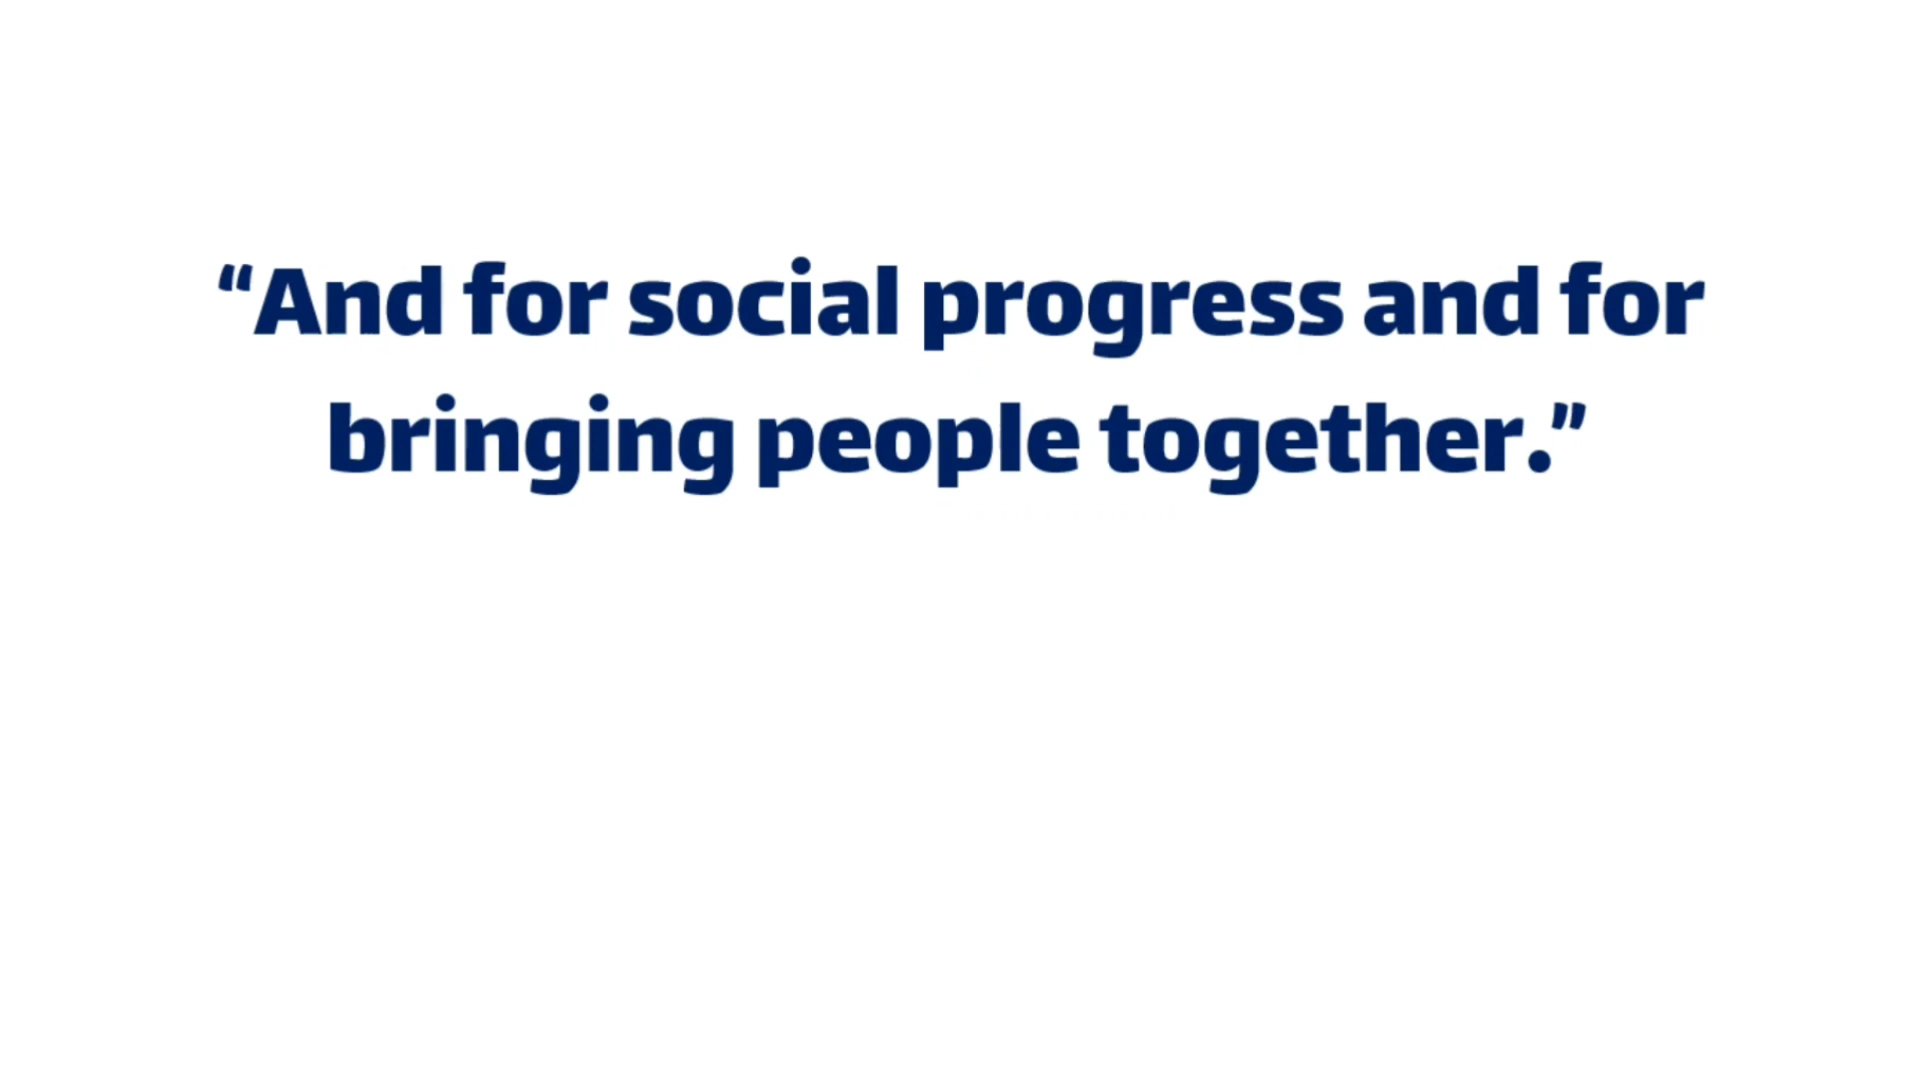 “And for social progress and for
bringing people together.”